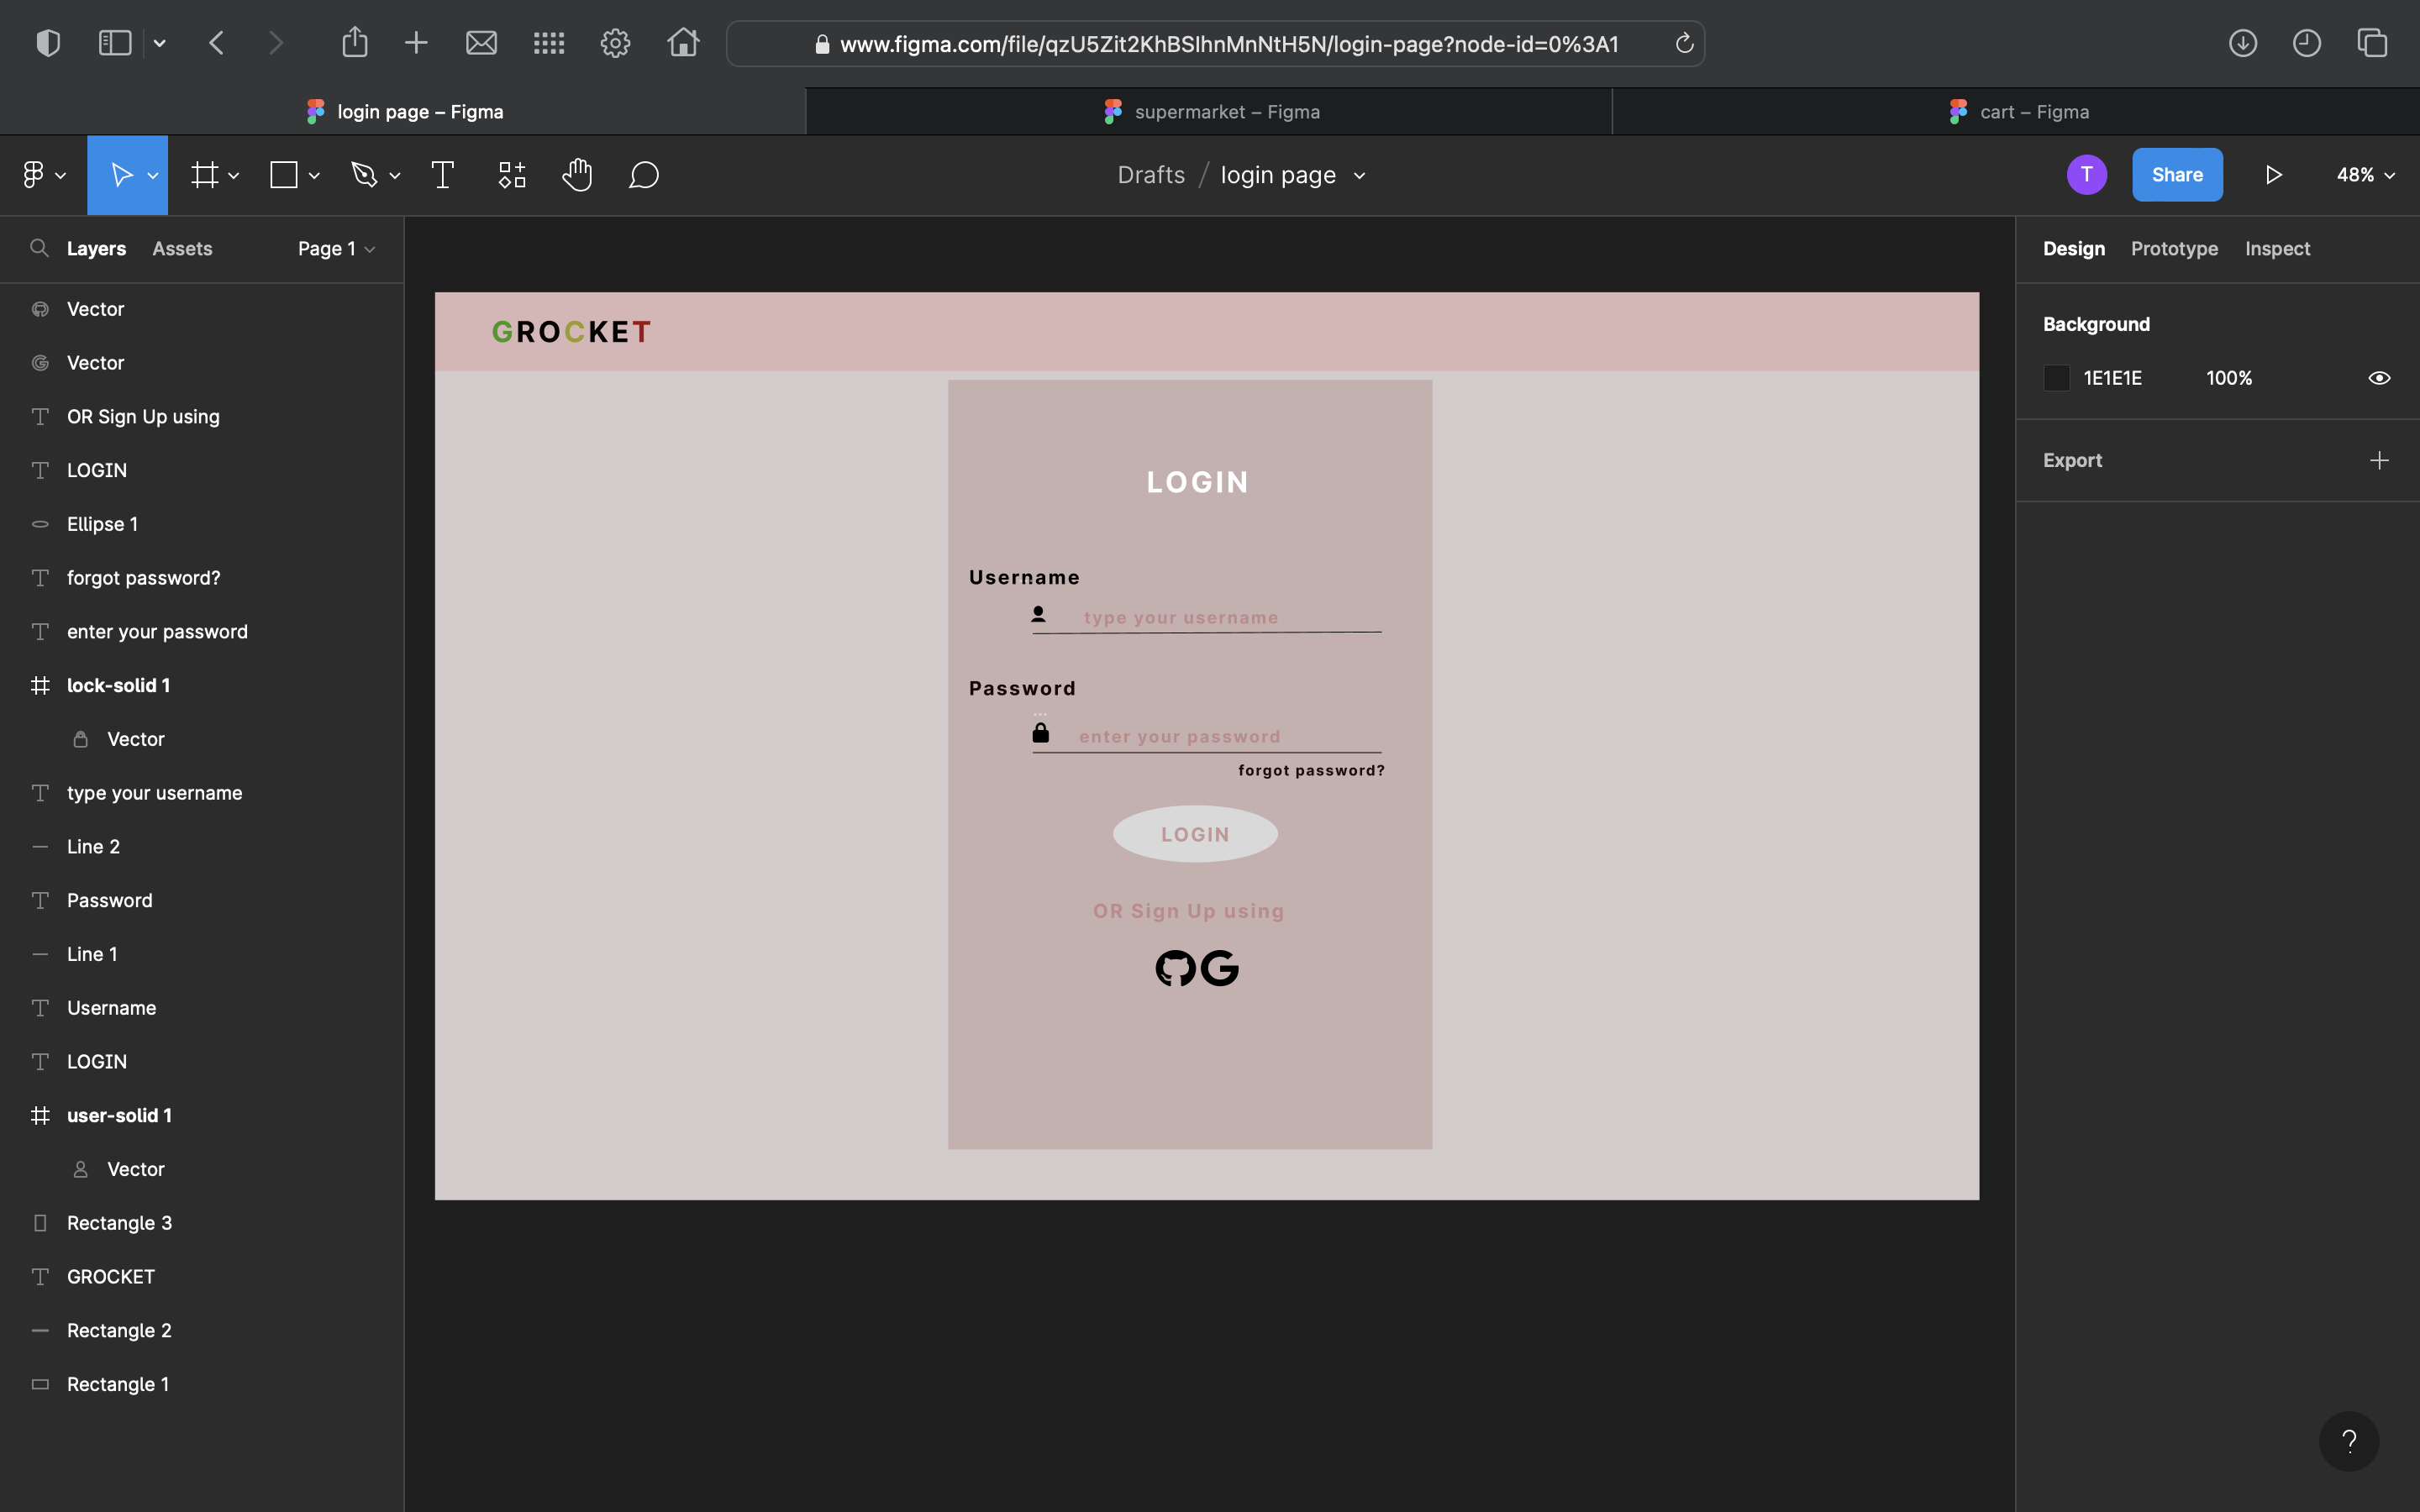 www.figma.com/file/qzU5Zit2KhBSIhnMnNtH5N/login-page?node-id=0%3A1
login page – Figma
supermarket – Figma
cart – Figma
Drafts / login page
T
Share
48%
Layers
Assets
Page 1
Vector
Vector
OR Sign Up using
LOGIN
Ellipse 1
forgot password?
enter your password
lock-solid 1
Vector
type your username
Line 2
Password
Line 1
Username
LOGIN
user-solid 1
Vector
Rectangle 3
GROCKET
Rectangle 2
Rectangle 1
GROCKET
LOGIN
Username
type your username
Password
enter your password
forgot password?
LOGIN
OR Sign Up using
Design
Prototype
Inspect
Background
1E1E1E
100%
Export
?